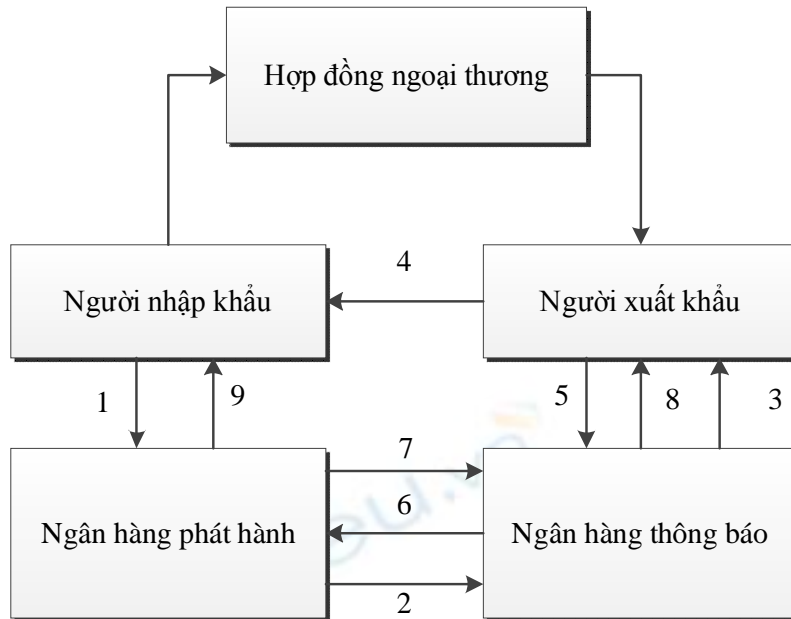 Hợp đồng ngoại thương
4
Người nhập khẩu
Người xuất khẩu
1
9
5
8
3
7
6
Ngân hàng phát hành
Ngân hàng thông báo
2